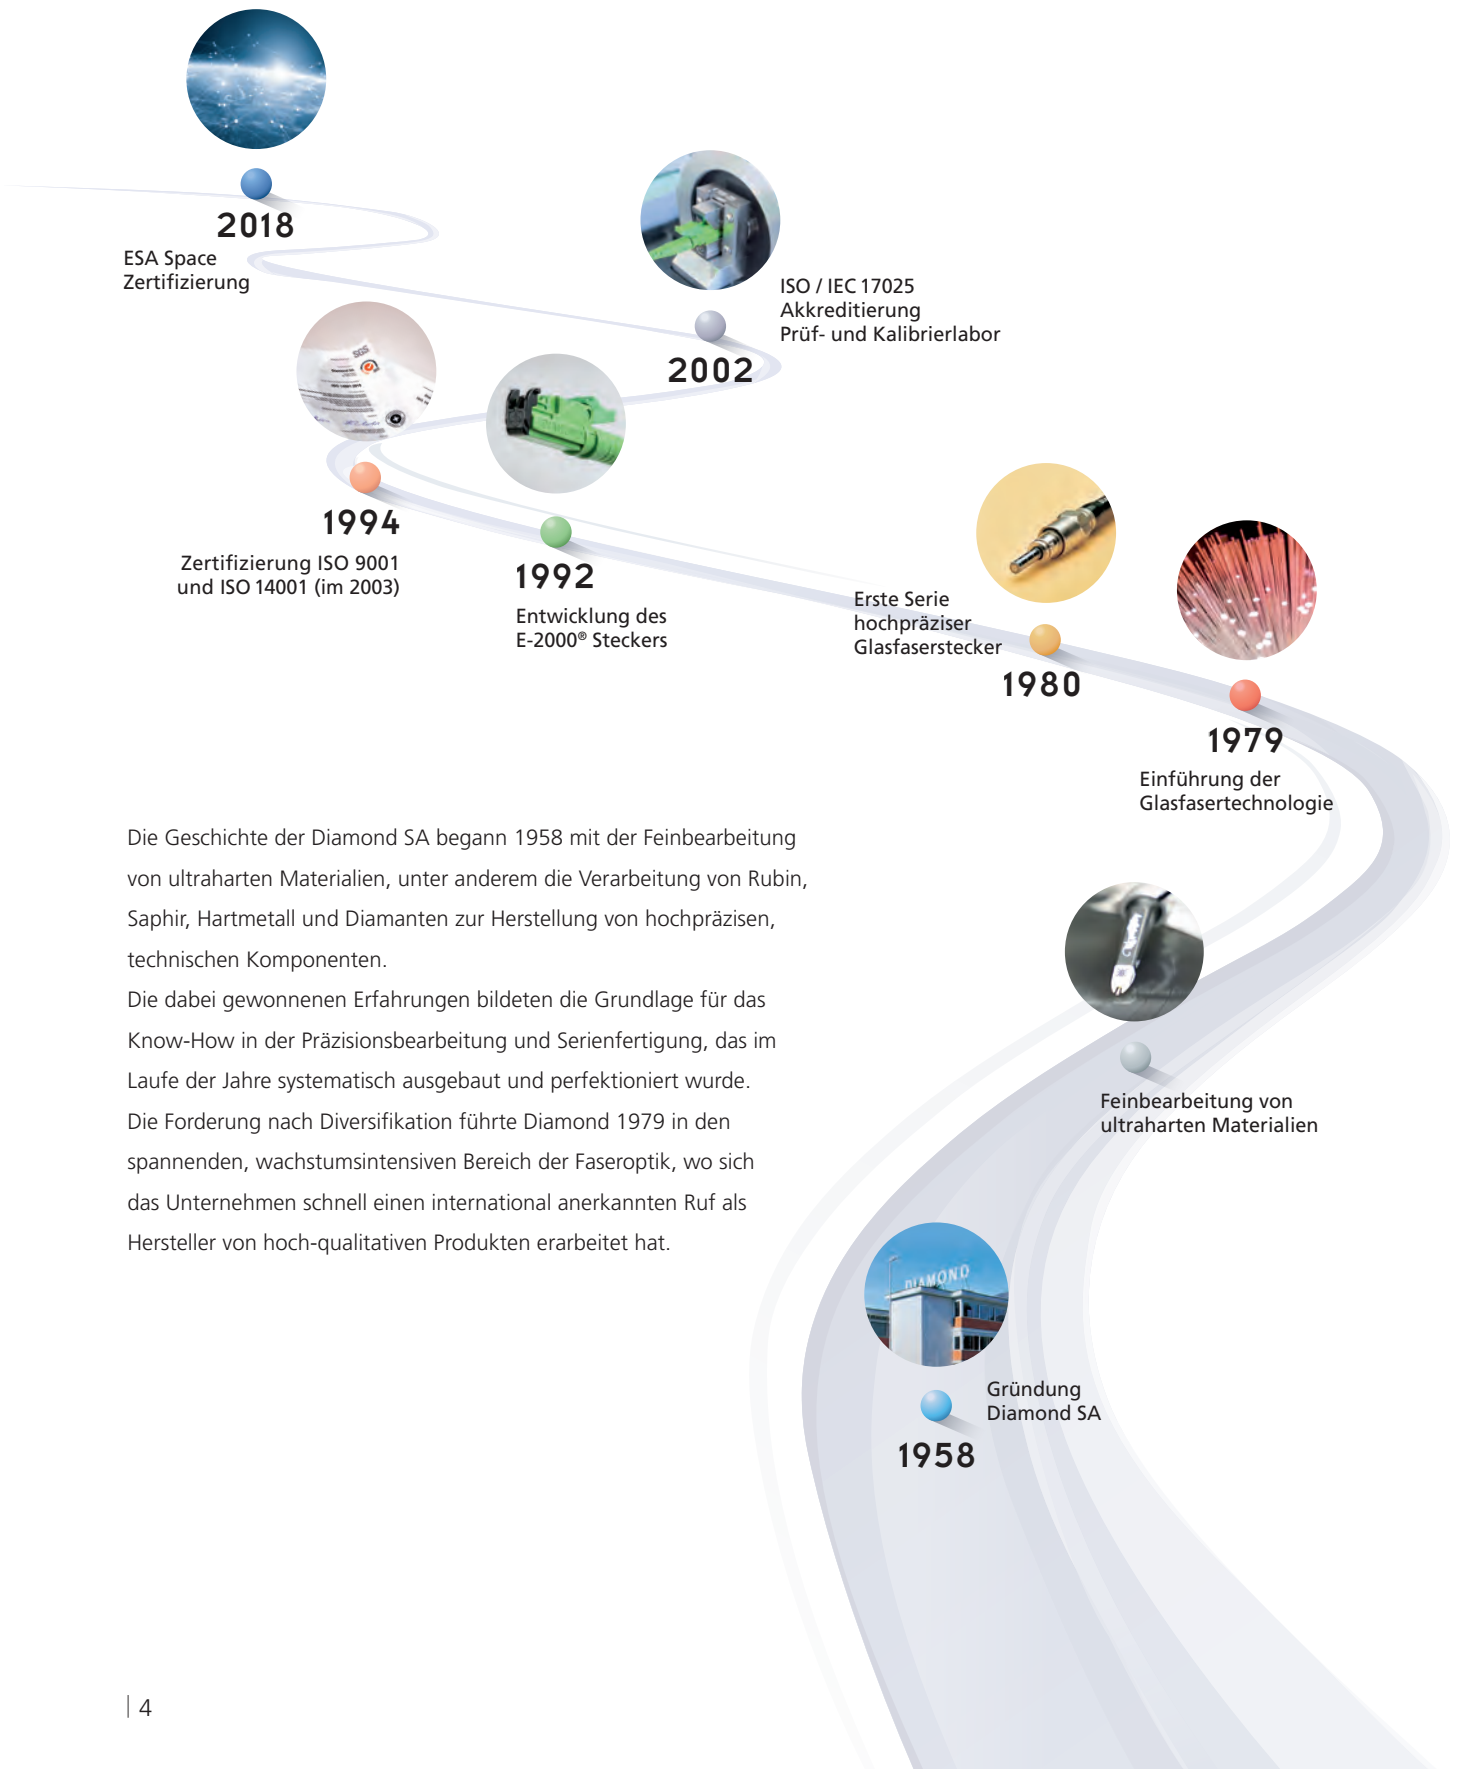 2018
ESA Space
Zertifizierung
ISO / IEC 17025
Akkreditierung
Prüf- und Kalibrierlabor
2002
SGS
1994
Zertifizierung ISO 9001
und ISO 14001 (im 2003)
1992
Entwicklung des
E-2000® Steckers
Erste Serie
hochpräziser
Glasfaserstecker
1980
1979
Einführung der
Glasfasertechnologie
Die Geschichte der Diamond SA begann 1958 mit der Feinbearbeitung
von ultraharten Materialien, unter anderem die Verarbeitung von Rubin,
Saphir, Hartmetall und Diamanten zur Herstellung von hochpräzisen,
technischen Komponenten.
Die dabei gewonnenen Erfahrungen bildeten die Grundlage für das
Know-How in der Präzisionsbearbeitung und Serienfertigung, das im
Laufe der Jahre systematisch ausgebaut und perfektioniert wurde.
Die Forderung nach Diversifikation führte Diamond 1979 in den
spannenden, wachstumsintensiven Bereich der Faseroptik, wo sich
das Unternehmen schnell einen international anerkannten Ruf als
Hersteller von hoch-qualitativen Produkten erarbeitet hat.
Feinbearbeitung von
ultraharten Materialien
DIAMOND
Gründung
Diamond SA
1958
| 4